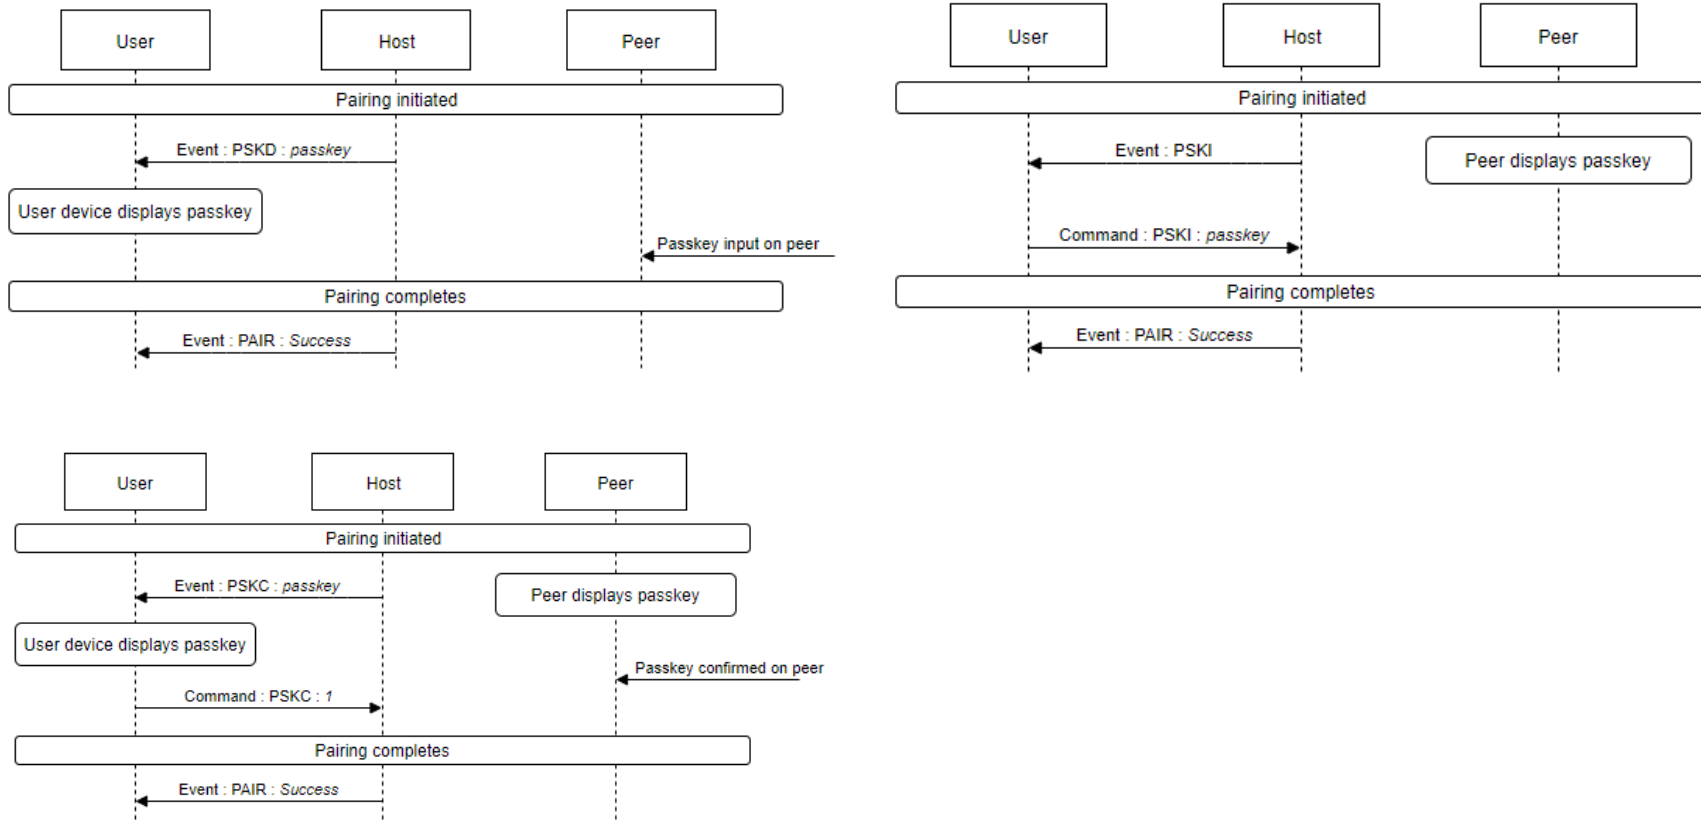 User
Host
Peer
Pairing initiated
Event : PSKD : passkey
User device displays passkey
Passkey input on peer
Pairing completes
Event : PAIR : Success
User
Host
Peer
Pairing initiated
Event : PSKI
Peer displays passkey
Command : PSKI : passkey
Pairing completes
Event : PAIR : Success
User
Host
Peer
Pairing initiated
Event : PSKC : passkey
Peer displays passkey
User device displays passkey
Passkey confirmed on peer
Command : PSKC : 1
Pairing completes
Event : PAIR : Success